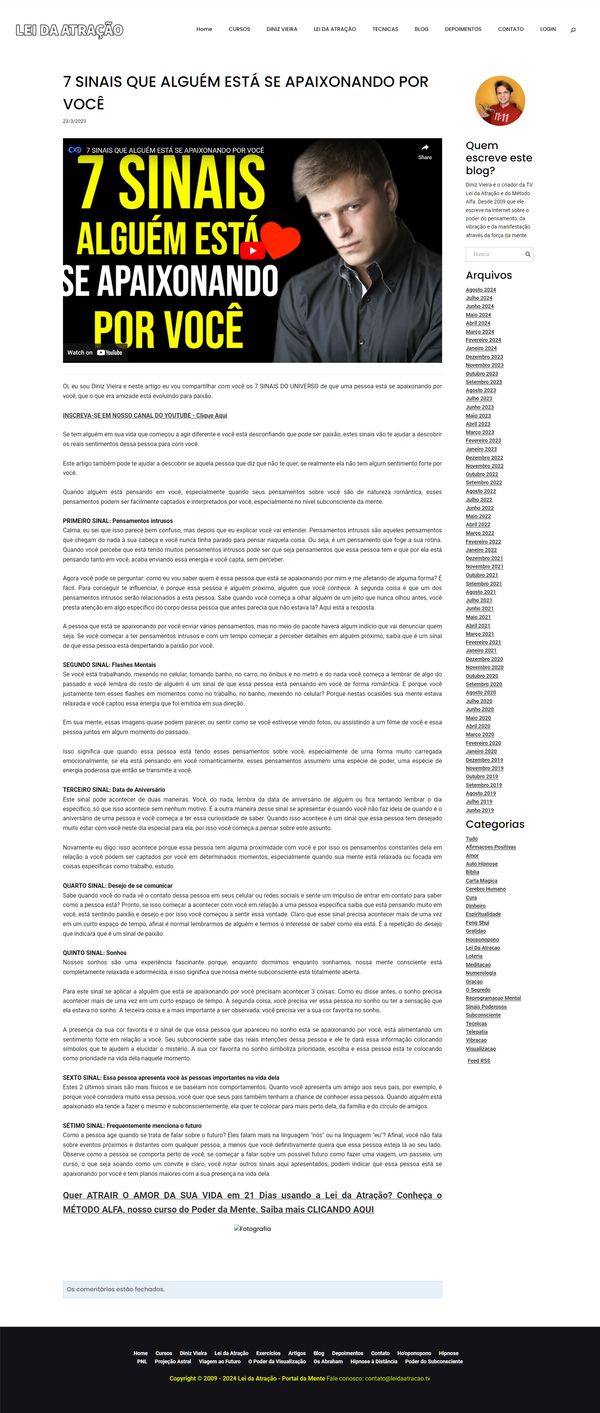 LEI DA ATRAÇÃO
Home CURSOS DINIZ VIEIRA LEI DA ATRAÇÃO TECNICAS BLOG DEPOIMENTOS CONTATO LOGIN
7 SINAIS QUE ALGUÉM ESTÁ SE APAIXONANDO POR
VOCÊ
23/3/2023
7 SINAIS QUE ALGUÉM ESTÁ SE APAIXONANDO POR VOCÊ
Share
7 SINAIS
ALGUÉM ESTÁ
SE APAIXONANDO
POR VOCÊ
Watch on YouTube
Oi, eu sou Diniz Vieira e neste artigo eu vou compartilhar com você os 7 SINAIS DO UNIVERSO de que uma pessoa está se apaixonando por
você, que o que era amizade está evoluindo para paixão.
INSCREVA-SE EM NOSSO CANAL DO YOUTUBE - Clique Aqui
Se tem alguém em sua vida que começou a agir diferente e você está desconfiando que pode ser paixão, estes sinais vão te ajudar a descobrir
os reais sentimentos dessa pessoa para com você.
Este artigo também pode te ajudar a descobrir se aquela pessoa que diz que não te quer, se realmente ela não tem algum sentimento forte por
você.
Quando alguém está pensando em você, especialmente quando seus pensamentos sobre você são de natureza romântica, esses
pensamentos podem ser facilmente captados e interpretados por você, especialmente no nível subconsciente da mente.
PRIMEIRO SINAL: Pensamentos intrusos
Calma, eu sei que isso parece bem confuso, mas depois que eu explicar você vai entender. Pensamentos intrusos são aqueles pensamentos
que chegam do nada à sua cabeça e você nunca tinha parado para pensar naquela coisa. Ou seja, é um pensamento que foge a sua rotina.
Quando você percebe que está tendo muitos pensamentos intrusos pode ser que seja pensamentos que essa pessoa tem e que por ela está
pensando tanto em você, acaba enviando essa energia e você capta, sem perceber.
Agora você pode se perguntar: como eu vou saber quem é essa pessoa que está se apaixonando por mim e me afetando de alguma forma? É
fácil. Para conseguir te influenciar, é porque essa pessoa é alguém próximo, alguém que você conhece. A segunda coisa é que um dos
pensamentos intrusos serão relacionados a esta pessoa. Sabe quando você começa a olhar alguém de um jeito que nunca olhou antes, você
presta atenção em algo específico do corpo dessa pessoa que antes parecia que não estava lá? Aqui está a resposta.
A pessoa que está se apaixonando por você enviar vários pensamentos, mas no meio do pacote haverá algum indício que vai denunciar quem
seja. Se você começar a ter pensamentos intrusos e com um tempo começar a perceber detalhes em alguém próximo, saiba que é um sinal
de que essa pessoa está despertando a paixão por você.
SEGUNDO SINAL: Flashes Mentais
Se você está trabalhando, mexendo no celular, tomando banho, no carro, no ônibus e no metrô e do nada você começa a lembrar de algo do
passado e você lembra do rosto de alguém é um sinal de que essa pessoa está pensando em você de forma romântica. E porque você
justamente tem esses flashes em momentos como no trabalho, no banho, mexendo no celular? Porque nestas ocasiões sua mente estava
relaxada e você captou essa energia que foi emitida em sua direção.
Em sua mente, essas imagens quase podem parecer, ou sentir como se você estivesse vendo fotos, ou assistindo a um filme de você e essa
pessoa juntos em algum momento do passado.
Isso significa que quando essa pessoa está tendo esses pensamentos sobre você, especialmente de uma forma muito carregada
emocionalmente, se ela está pensando em você romanticamente, esses pensamentos assumem uma espécie de poder, uma espécie de
energia poderosa que então se transmite a você.
TERCEIRO SINAL: Data de Aniversário
Este sinal pode acontecer de duas maneiras. Você, do nada, lembra da data de aniversário de alguém ou fica tentando lembrar o dia
específico, só que isso acontece sem nenhum motivo. E a outra maneira desse sinal se apresentar é quando você não faz ideia de quando é o
aniversário de uma pessoa e você começa a ter essa curiosidade de saber. Quando isso acontece é um sinal que essa pessoa tem desejado
muito estar com você neste dia especial para ela, por isso você começa a pensar sobre este assunto.
Novamente eu digo: isso acontece porque essa pessoa tem alguma proximidade com você e por isso os pensamentos constantes dela em
relação a você podem ser captados por você em determinados momentos, especialmente quando sua mente está relaxada ou focada em
coisas específicas como trabalho, estudo.
QUARTO SINAL: Desejo de se comunicar
Sabe quando você do nada vê o contato dessa pessoa em seus celular ou redes sociais e sente um impulso de entrar em contato para saber
como a pessoa está? Pronto, se isso começar a acontecer com você em relação a uma pessoa específica saiba que está pensando muito em
você, está sentindo paixão e desejo e por isso você começou a sentir essa vontade. Claro que esse sinal precisa acontecer mais de uma vez
em um curto espaço de tempo, afinal é normal lembrarmos de alguém e termos o interesse de saber como ela está. É a repetição do desejo
que indicará que é um sinal de paixão.
QUINTO SINAL: Sonhos
Nossos sonhos são uma experiência fascinante porque, enquanto dormimos enquanto sonhamos, nossa mente consciente está
completamente relaxada e adormecida, e isso significa que nossa mente subconsciente está totalmente aberta.
Para este sinal se aplicar a alguém que está se apaixonando por você precisam acontecer 3 coisas: Como eu disse antes, o sonho precisa
acontecer mais de uma vez em um curto espaço de tempo. A segunda coisa, você precisa ver essa pessoa no sonho ou ter a sensação que
ela estava no sonho. A terceira coisa e a mais importante a ser observada: você precisa ver a sua cor favorita no sonho.
A presença da sua cor favorita é o sinal de que essa pessoa que apareceu no sonho está se apaixonando por você, está alimentando um
sentimento forte em relação a você. Seu subconsciente sabe das reais intenções dessa pessoa e ele te dará essa informação colocando
símbolos que te ajudem a elucidar o mistério. A sua cor favorita no sonho simboliza prioridade, escolha e essa pessoa está te colocando
como prioridade na vida dela naquele momento.
SEXTO SINAL: Essa pessoa apresenta você às pessoas importantes na vida dela
Estes 2 últimos sinais são mais físicos e se baseiam nos comportamentos. Quanto você apresenta um amigo aos seus pais, por exemplo, é
porque você considera muito essa pessoa, você quer que seus pais também tenham a chance de conhecer essa pessoa. Quando alguém está
apaixonado ela tende a fazer o mesmo e subconscientemente, ela quer te colocar para mais perto dela, da família e do círculo de amigos.
SÉTIMO SINAL: Frequentemente menciona o futuro
Como a pessoa age quando se trata de falar sobre o futuro? Eles falam mais na linguagem "nós" ou na linguagem "eu"? Afinal, você não fala
sobre eventos próximos e distantes com qualquer pessoa, a menos que você definitivamente queira que essa pessoa esteja lá ao seu lado.
Observe como a pessoa se comporta perto de você, se começar a falar sobre um possível futuro como fazer uma viagem, um passeio, um
curso, o que seja soando como um convite e claro, você notar outros sinais aqui apresentados, podem indicar que essa pessoa está se
apaixonando por você e tem planos maiores com a sua presença na vida dela.
Quer ATRAIR O AMOR DA SUA VIDA em 21 Dias usando a Lei da Atração? Conheça o
MÉTODO ALFA, nosso curso do Poder da Mente. Saiba mais CLICANDO AQUI
Fotografia
Os comentários estão fechados.
11:11
Quem
escreve este
blog?
Diniz Vieira é o criador da TV
Lei da Atração e do Método
Alfa. Desde 2009 que ele
escreve na Internet sobre o
poder do pensamento, da
vibração e da manifestação
através da força da mente.
Busca
Arquivos
Agosto 2024
Julho 2024
Junho 2024
Maio 2024
Abril 2024
Março 2024
Fevereiro 2024
Janeiro 2024
Dezembro 2023
Novembro 2023
Outubro 2023
Setembro 2023
Agosto 2023
Julho 2023
Junho 2023
Maio 2023
Abril 2023
Março 2023
Fevereiro 2023
Janeiro 2023
Dezembro 2022
Novembro 2022
Outubro 2022
Setembro 2022
Agosto 2022
Julho 2022
Junho 2022
Maio 2022
Abril 2022
Março 2022
Fevereiro 2022
Janeiro 2022
Dezembro 2021
Novembro 2021
Outubro 2021
Setembro 2021
Agosto 2021
Julho 2021
Junho 2021
Maio 2021
Abril 2021
Março 2021
Fevereiro 2021
Janeiro 2021
Dezembro 2020
Novembro 2020
Outubro 2020
Setembro 2020
Agosto 2020
Julho 2020
Junho 2020
Maio 2020
Abril 2020
Março 2020
Fevereiro 2020
Janeiro 2020
Dezembro 2019
Novembro 2019
Outubro 2019
Setembro 2019
Agosto 2019
Julho 2019
Junho 2019
Categorias
Tudo
Afirmacoes Positivas
Amor
Auto Hipnose
Biblia
Carta Magica
Cerebro Humano
Cura
Dinheiro
Espiritualidade
Feng Shui
Gratidao
Hooponopono
Lei Da Atracao
Loteria
Meditacao
Numerologia
Oracao
O Segredo
Reprogramacao Mental
Sinais Poderosos
Subconsciente
Tecnicas
Telepatia
Vibracao
Visualizacao
Feed RSS
Home Cursos Diniz Vieira Lei da Atração Exercícios Artigos Blog Depoimentos Contato Ho'oponopono Hipnose
PNL Projeção Astral Viagem ao Futuro O Poder da Visualização Os Abraham Hipnose à Distância Poder do Subconsciente
Copyright © 2009 - 2024 Lei da Atração - Portal da Mente Fale conosco: contato@leidaatracao.tv